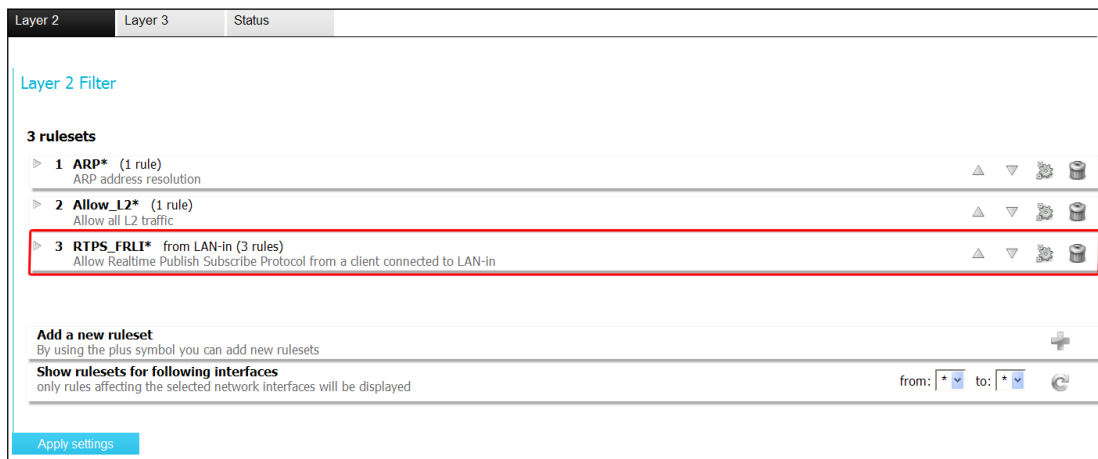 Layer 2 Layer 3 Status
Layer 2 Filter
3 rulesets
1 ARP* (1 rule)
ARP address resolution
2 Allow_L2* (1 rule)
Allow all L2 traffic
3 RTPS_FRLI* from LAN-in (3 rules)
Allow Realtime Publish Subscribe Protocol from a client connected to LAN-in
Add a new ruleset
By using the plus symbol you can add new rulesets
Show rulesets for following interfaces
only rules affecting the selected network interfaces will be displayed
from: * to: *
Apply settings